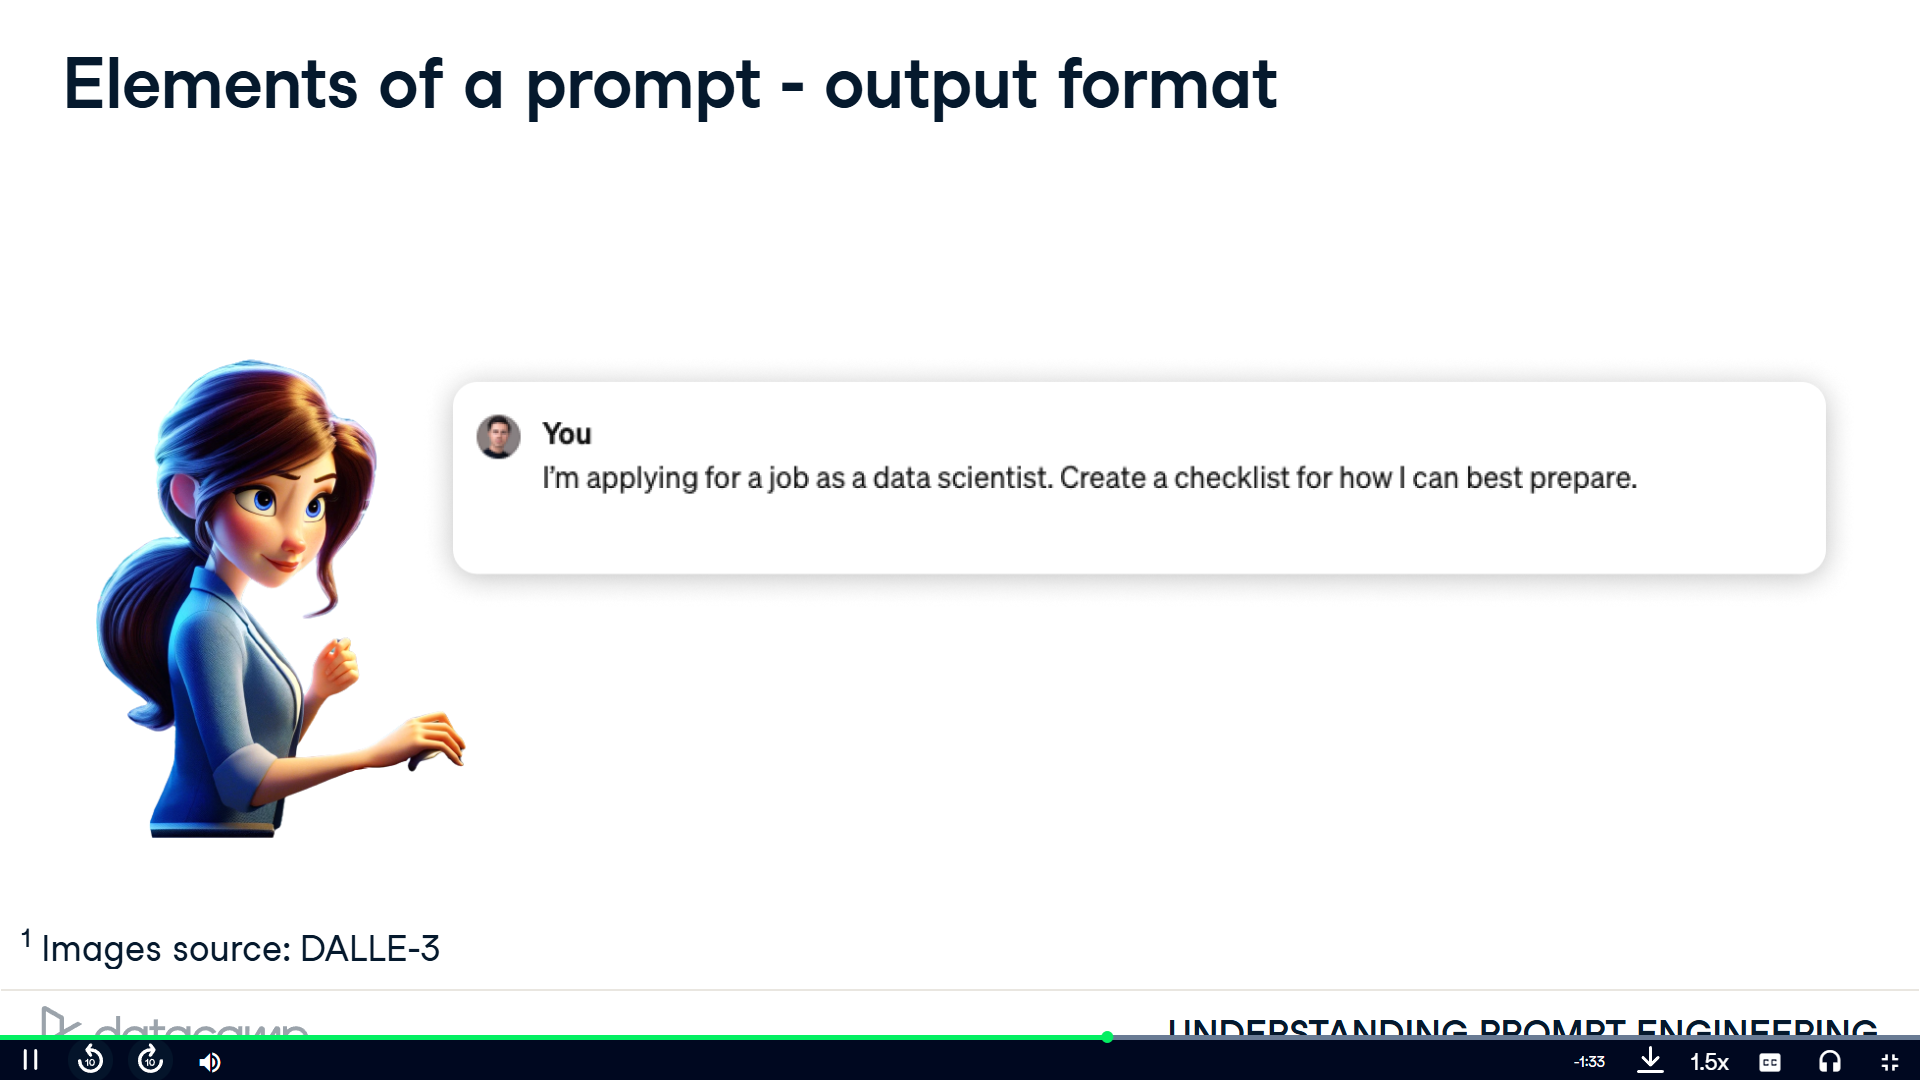 Elements of a prompt - output format
You
I'm applying for a job as a data scientist. Create a checklist for how I can best prepare.
1 Images source: DALLE-3
datacamp
UNDERSTANDING PROMPT ENGINEERING
10
10
-1:33
1.5x
CC